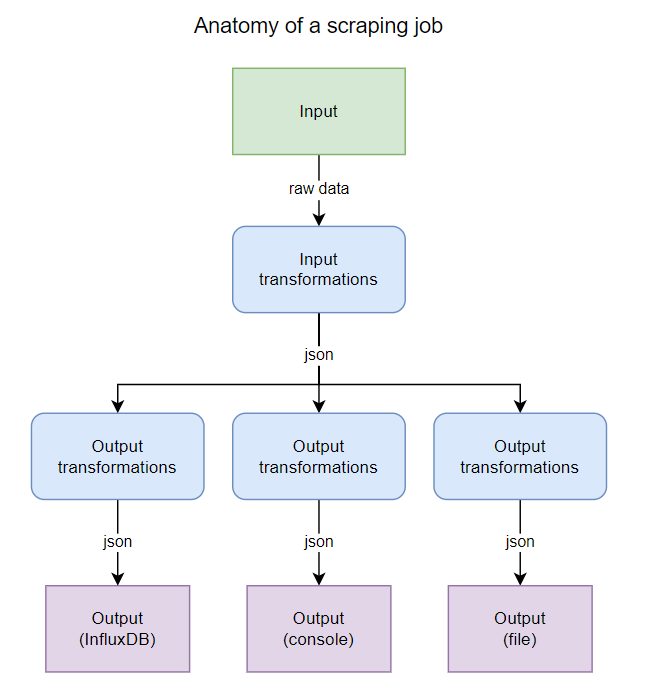 Anatomy of a scraping job
Input
raw data
Input
transformations
json
Output
transformations
Output
transformations
Output
transformations
json
json
json
Output
(InfluxDB)
Output
(console)
Output
(file)